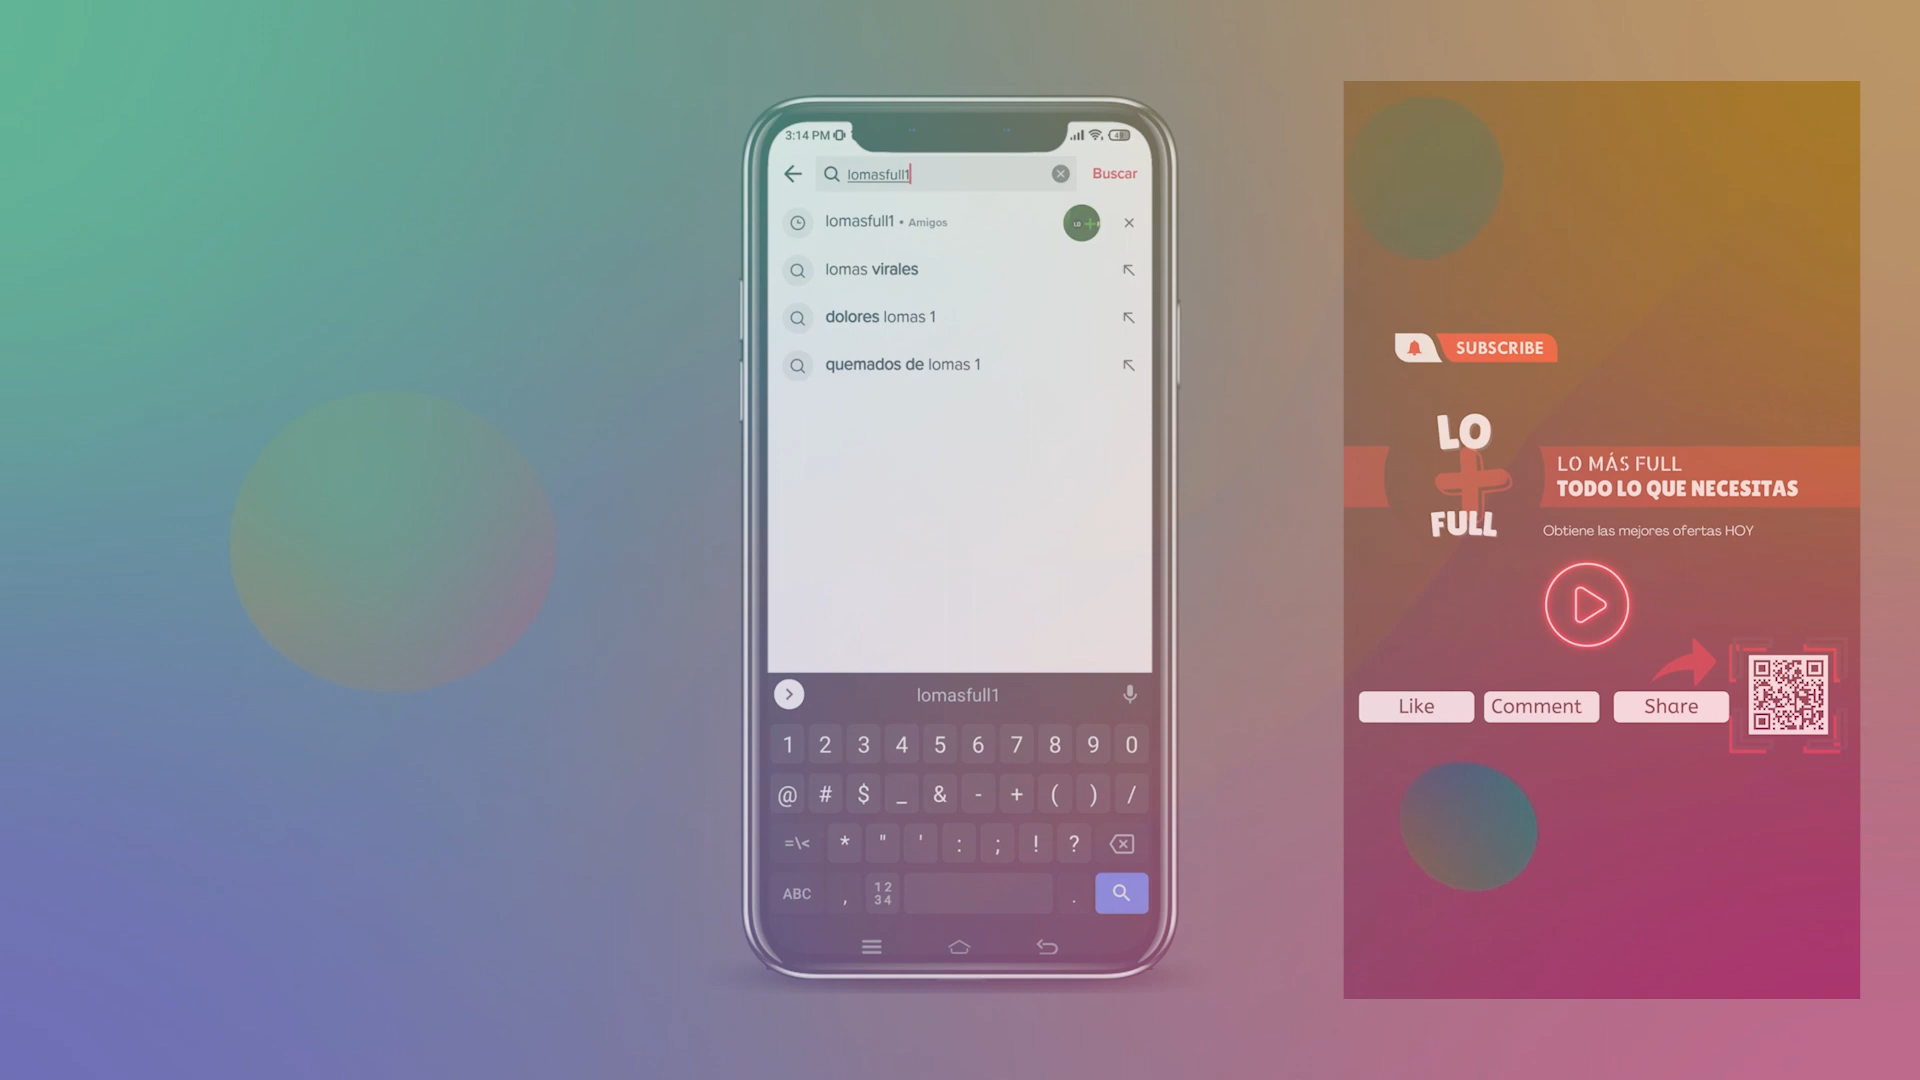 3:14 PM
lomasfull1
Buscar
lomasfull1 • Amigos
LO +
lomas virales
dolores lomas 1
quemados de lomas 1
lomasfull1
1 2 3 4 5 6 7 8 9 0
@ # $ _ & - + ( ) /
=\< * " ' : ; ! ?
ABC , 12 34 .
SUBSCRIBE
LO
+
FULL
LO MÁS FULL
TODO LO QUE NECESITAS
Obtiene las mejores ofertas HOY
Like
Comment
Share